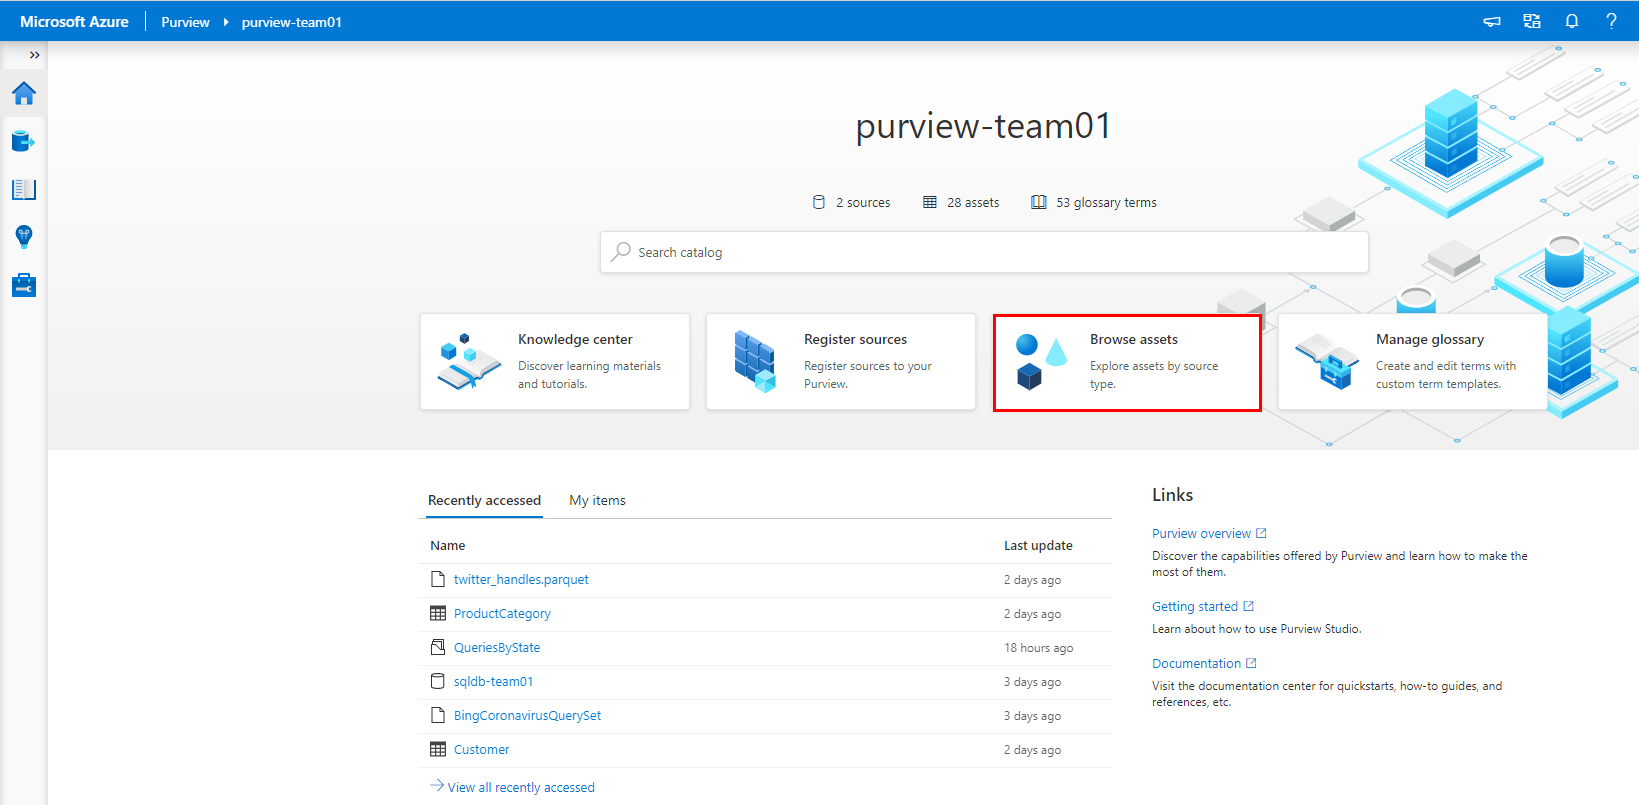 Microsoft Azure
Purview
purview-team01
purview-team01
2 sources
28 assets
53 glossary terms
Search catalog
Knowledge center
Discover learning materials
and tutorials.
Register sources
Register sources to your
Purview.
Browse assets
Explore assets by source
type.
Manage glossary
Create and edit terms with
custom term templates.
Recently accessed
My items
Name
Last update
twitter_handles.parquet
2 days ago
ProductCategory
2 days ago
QueriesByState
18 hours ago
sqldb-team01
3 days ago
BingCoronavirusQuerySet
3 days ago
Customer
2 days ago
View all recently accessed
Links
Purview overview
Discover the capabilities offered by Purview and learn how to make the
most of them.
Getting started
Learn about how to use Purview Studio.
Documentation
Visit the documentation center for quickstarts, how-to guides, and
references, etc.